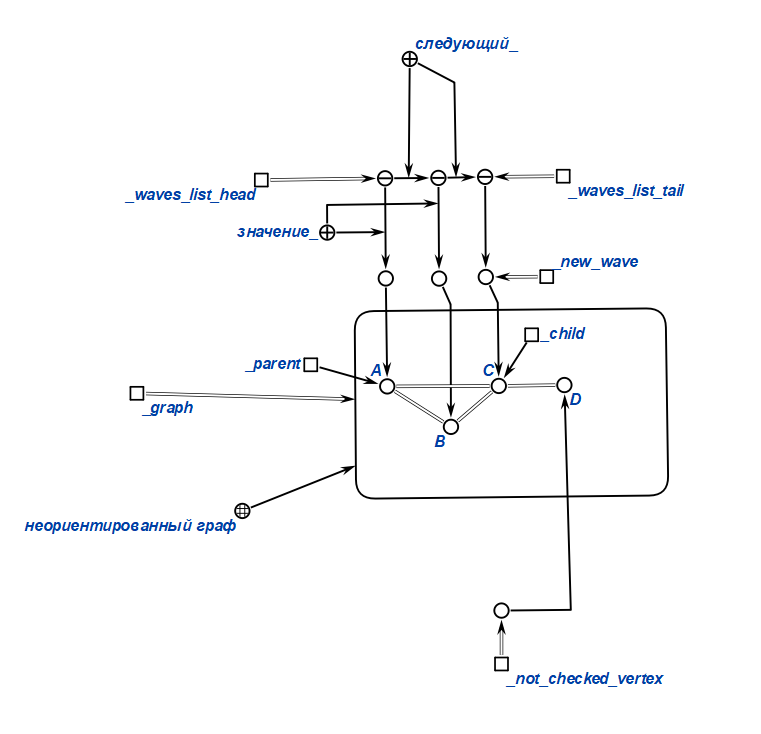 следующий_
_waves_list_head
_waves_list_tail
значение_
_new_wave
_child
_parent
A
C
_graph
D
B
неориентированный граф
_not_checked_vertex